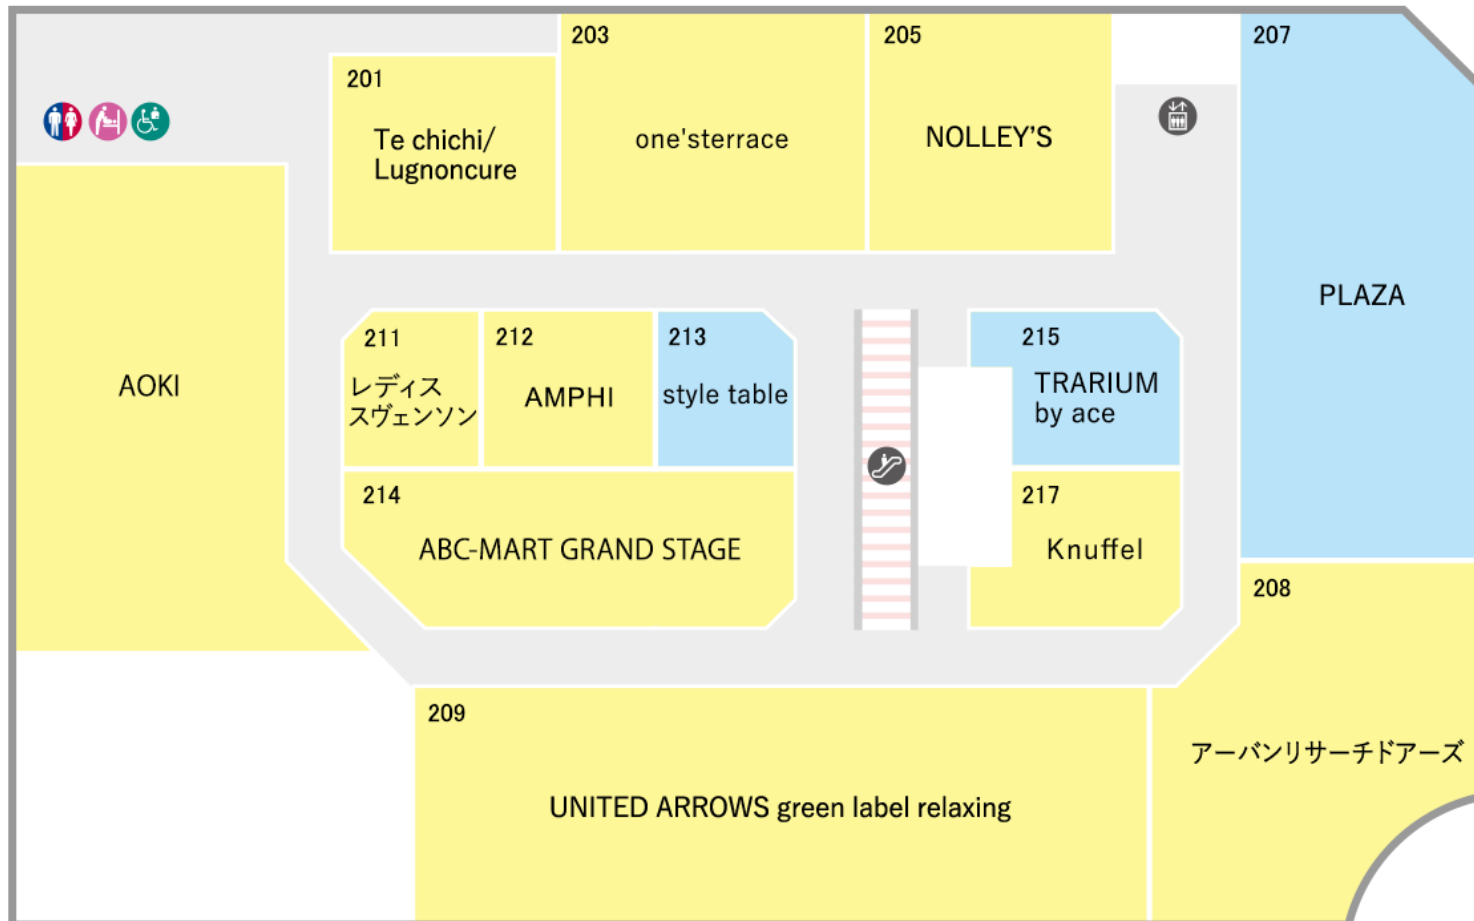 201
Te chichi/
Lugnoncure
203
one'sterrace
205
NOLLEY'S
207
PLAZA
AOKI
211
レディス
スヴェンソン
212
AMPHI
213
style table
215
TRARIUM
by ace
214
ABC-MART GRAND STAGE
217
Knuffel
208
アーバンリサーチドアーズ
209
UNITED ARROWS green label relaxing